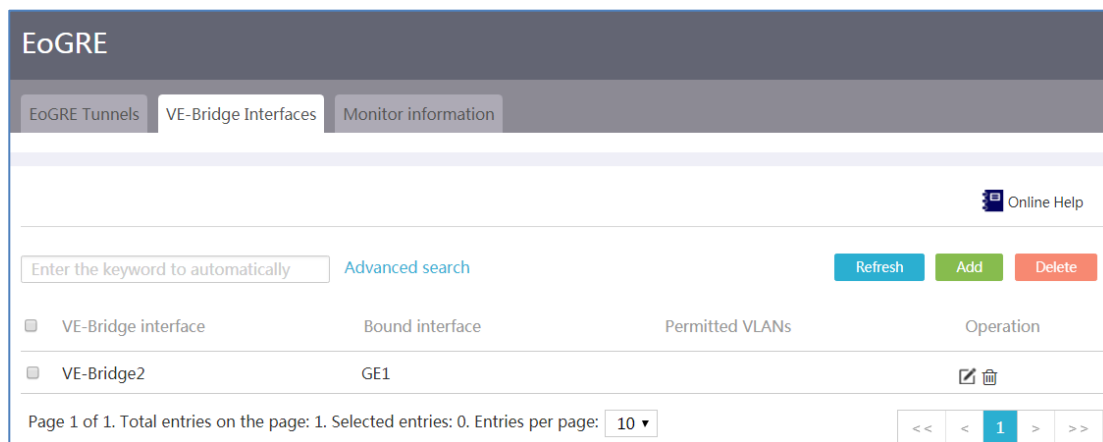 EoGRE
EoGRE Tunnels VE-Bridge Interfaces Monitor information
Online Help
Enter the keyword to automatically Advanced search Refresh Add Delete
VE-Bridge interface Bound interface Permitted VLANs Operation
VE-Bridge2 GE1
Page 1 of 1. Total entries on the page: 1. Selected entries: 0. Entries per page: 10 << < 1 > >>